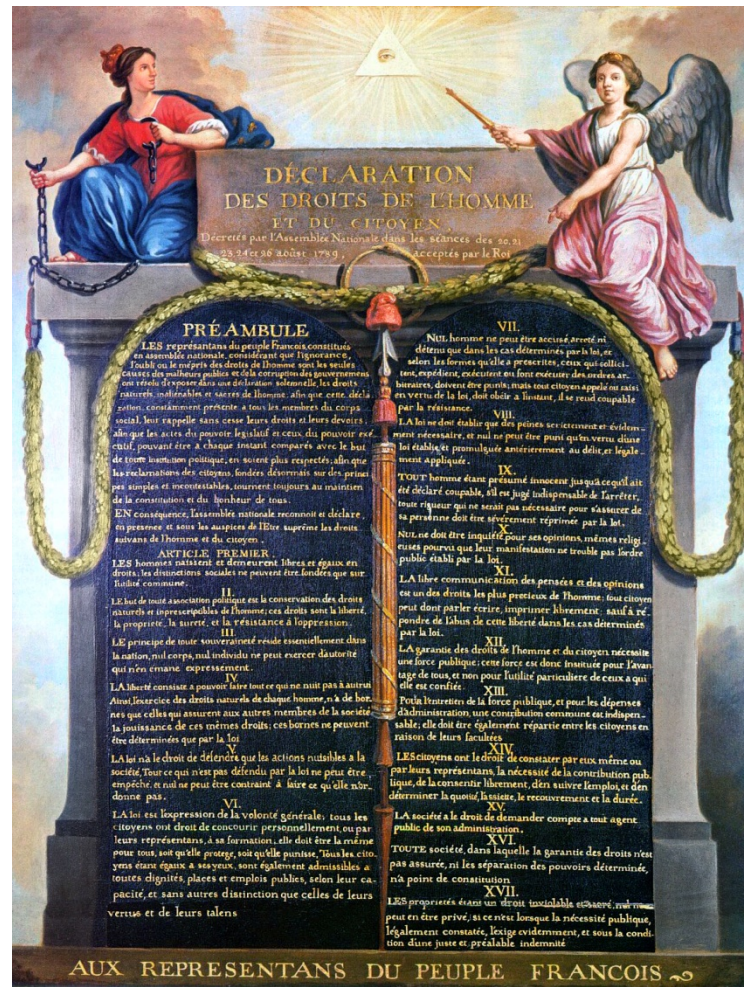 DÉCLARATION
DES DROITS DE L'HOMME
ET DU CITOYEN,
Décretés par l'Assemblée Nationale dans les séances des 20, 21
23, 24 et 26 août 1789, acceptés par le Roi
PRÉAMBULE
LES représantans du peuple Francois, constitués
en assemblée nationale, considérant que l'ignorance,
l'oubli ou le mépris des droits de l'homme sont les seules
causes des malheurs publics et de la corruption des gouvernemens
ont résolu d'exposer dans une déclaration solemnelle, les droits
naturels, inaliénables et sacrés de l'homme; afin que cette décla
ration, constamment présente a tous les membres du corps
social, leur rappelle sans cesse leurs droits et leurs devoirs;
afin que les actes du pouvoir législatif et ceux du pouvoir exé
cutif, pouvant être à chaque instant comparés avec le but
de toute institution politique, en soient plus respectés; afin que
les reclamations des citoyens, fondées désormais sur des princi
pes simples et incontestables, tournent toujours au maintien
de la constitution et du bonheur de tous.
EN conséquence, l'assemblée nationale reconnoit et déclare,
en presence et sous les auspices de l'Etre suprême les droits
suivans de l'homme et du citoyen.
ARTICLE PREMIER.
LES hommes naissent et demeurent libres et égaux en
droits; les distinctions sociales ne peuvent être fondées que sur
l'utilité commune.
II.
LE but de toute association politique est la conservation des droits
naturels et inprescriptibles de l'homme; ces droits sont la liberté,
la propriete, la sureté, et la résistance à l'oppression.
III.
LE principe de toute souveraineté réside essentiellement dans
la nation, nul corps, nul individu ne peut exercer d'autorité
qui n'en émane expressement.
IV.
LA liberté consiste a pouvoir faire tout ce qui ne nuit pas à autrui
Ainsi, l'exercice des droits naturels de chaque homme, n'a de bor-
nes que celles qui assurent aux autres membres de la société
la jouissance de ces mêmes droits; ces bornes ne peuvent
être déterminées que par la loi
V.
LA loi n'a le droit de défendre que les actions nuisibles a la
société. Tout ce qui n'est pas défendu par la loi ne peut être
empêché, et nul ne peut être contraint à faire ce qu'elle n'or-
donne pas.
VI.
LA loi est l'expression de la volonté générale; tous les
citoyens ont droit de concourir personnellement, ou par
leurs représentans, à sa formation; elle doit être la même
pour tous, soit qu'elle protege, soit qu'elle punisse. Tous les cito
yens étans égaux a ses yeux, sont également admissibles a
toutes dignités, places et emplois publics, selon leur ca-
pacité, et sans autres distinction que celles de leurs
vertus et de leurs talens
VII.
NUL homme ne peut être accusé, arreté ni
détenu que dans les cas déterminés par la loi, et
selon les formes qu'elle a prescrites, ceux qui sollici-
tent, expédient, exécutent ou font exécuter des ordres ar-
bitraires, doivent être punis; mais tout citoyen appelé ou saisi
en vertu de la loi, doit obéir a l'instant, il se rend coupable
par la résistance.
VIII.
LA loi ne doit établir que des peines strictement et évidem-
ment nécessaire, et nul ne peut être puni qu'en vertu d'une
loi établie, et promulguée antérierement au délit, et légale-
ment appliquée.
IX.
TOUT homme étant présumé innocent jusqu'à ce qu'il ait
été déclaré coupable, s'il est jugé indispensable de l'arrêter,
toute rigueur qui ne serait pas nécessaire pour s'assurer de
sa personne doit être sévèrement réprimée par la loi.
X.
NUL ne doit être inquiété pour ses opinions, mêmes religi-
euses pourvu que leur manifestation ne trouble pas l'ordre
public établi par la loi.
XI.
LA libre communication des pensées et des opinions
est un des droits les plus precieux de l'homme; tout citoyen
peut dont parler écrire, imprimer librement; sauf à ré-
pondre de l'abus de cette liberté dans les cas déterminés
par la loi.
XII.
LA garantie des droits de l'homme et du citoyen nécessite
une force publique; cette force est donc instituée pour l'avan
tage de tous, et non pour l'utilité particuliere de ceux a qui
elle est confiée.
XIII.
Pour l'entretien de la force publique, et pour les dépenses
d'administration, une contribution commune est indispen-
sable; elle doit être également répartie entre les citoyens en
raison de leurs facultées
XIV.
LES citoyens ont le droit de constater par eux même ou
par leurs représentans, la nécessité de la contribution pub-
lique, de la consentir librement, d'en suivre l'emploi, et d'en
déterminer la quotité, l'assiette, le recouvrement et la durée.
XV.
LA société a le droit de demander compte a tout agent
public de son administration.
XVI.
TOUTE société, dans laquelle la garantie des droits n'est
pas assurée, ni les séparation des pouvoirs déterminée,
n'a point de constitution
XVII.
LES proprietés étans un droit inviolable et sacré, nul ne
peut en être privé, si ce n'est lorsque la nécessité publique,
légalement constatée, l'exige evidemment, et sous la condi-
tion d'une juste et préalable indemnité
AUX REPRESENTANS DU PEUPLE FRANCOIS